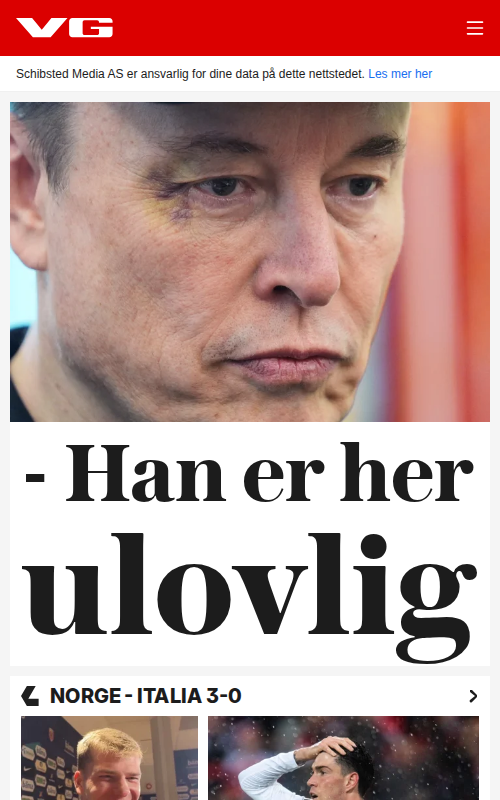 VG
Schibsted Media AS er ansvarlig for dine data på dette nettstedet. Les mer her
- Han er her
ulovlig
NORGE - ITALIA 3-0